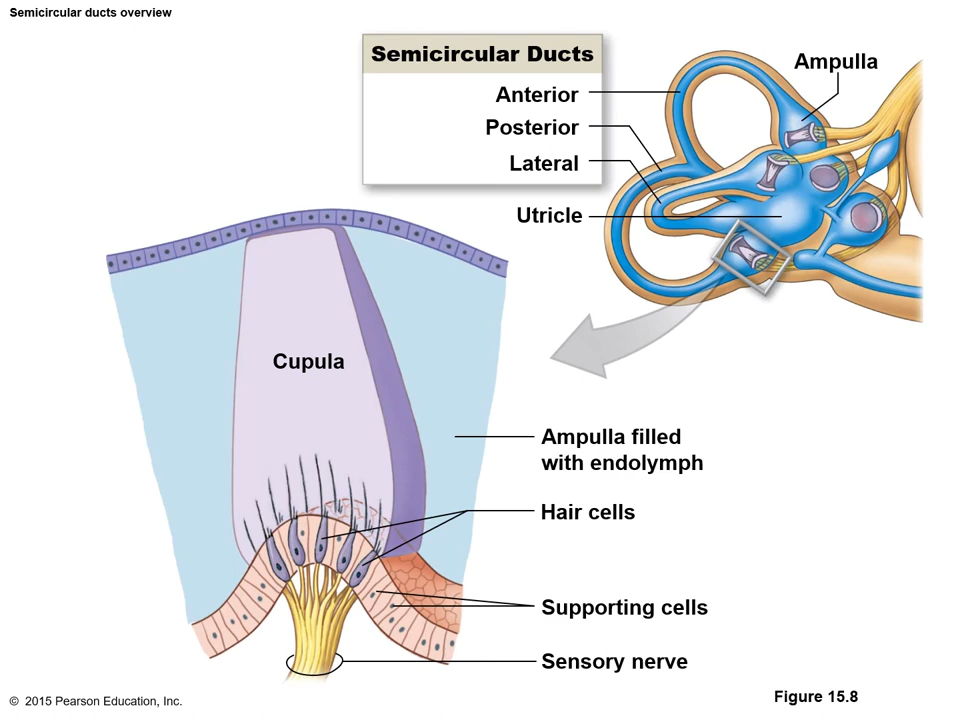 Semicircular ducts overview
Semicircular Ducts
Anterior
Posterior
Lateral
Utricle
Ampulla
Cupula
Ampulla filled
with endolymph
Hair cells
Supporting cells
Sensory nerve
© 2015 Pearson Education, Inc.
Figure 15.8